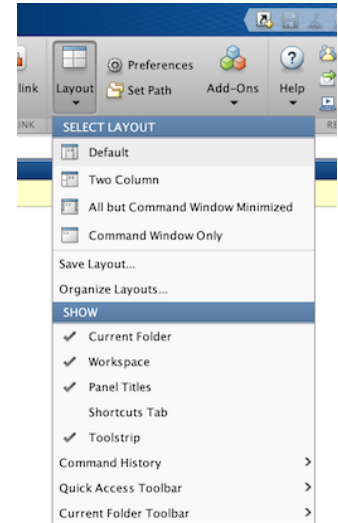 Preferences
link Layout Set Path Add-Ons Help
NK RE
SELECT LAYOUT
Default
Two Column
All but Command Window Minimized
Command Window Only
Save Layout...
Organize Layouts...
SHOW
Current Folder
Workspace
Panel Titles
Shortcuts Tab
Toolstrip
Command History
Quick Access Toolbar
Current Folder Toolbar